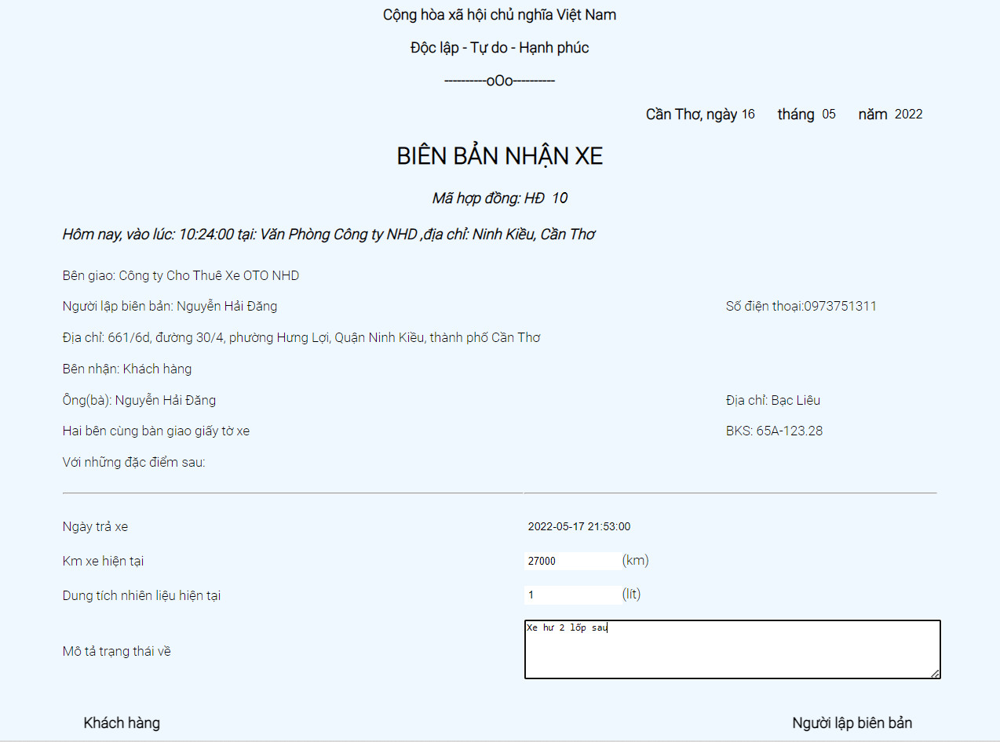 Cộng hòa xã hội chủ nghĩa Việt Nam
Độc lập - Tự do - Hạnh phúc
----------oOo----------
Cần Thơ, ngày 16 tháng 05 năm 2022
BIÊN BẢN NHẬN XE
Mã hợp đồng: HĐ 10
Hôm nay, vào lúc: 10:24:00 tại: Văn Phòng Công ty NHD ,địa chỉ: Ninh Kiều, Cần Thơ
Bên giao: Công ty Cho Thuê Xe OTO NHD
Người lập biên bản: Nguyễn Hải Đăng Số điện thoại:0973751311
Địa chỉ: 661/6d, đường 30/4, phường Hưng Lợi, Quận Ninh Kiều, thành phố Cần Thơ
Bên nhận: Khách hàng
Ông(bà): Nguyễn Hải Đăng Địa chỉ: Bạc Liêu
Hai bên cùng bàn giao giấy tờ xe BKS: 65A-123.28
Với những đặc điểm sau:
Ngày trả xe 2022-05-17 21:53:00
Km xe hiện tại 27000 (km)
Dung tích nhiên liệu hiện tại 1 (lít)
Mô tả trạng thái về Xe hư 2 lốp sau
Khách hàng Người lập biên bản